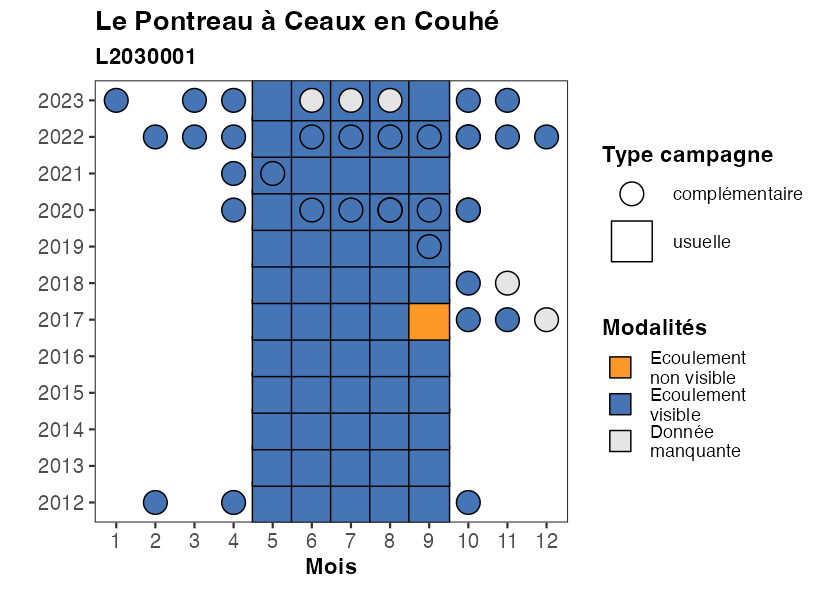 Le Pontreau à Ceaux en Couhé
L2030001
2023
2022
2021
2020
2019
2018
2017
2016
2015
2014
2013
2012
1 2 3 4 5 6 7 8 9 10 11 12
Mois
Type campagne
complémentaire
usuelle
Modalités
Ecoulement
non visible
Ecoulement
visible
Donnée
manquante